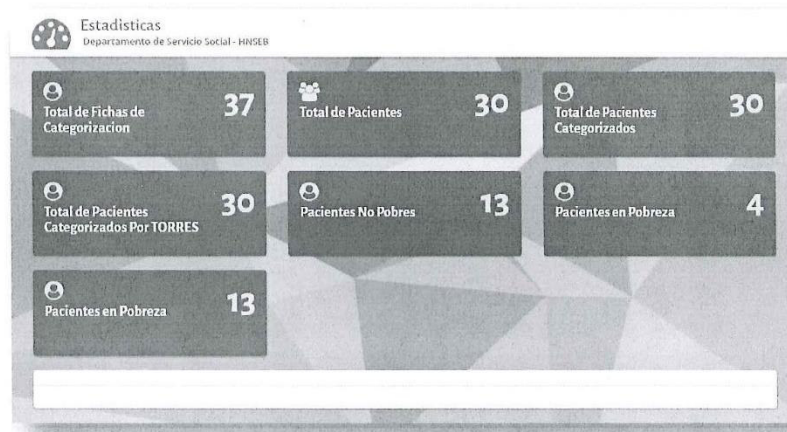 Estadisticas
Departamento de Servicio Social - HNSEB
Total de Fichas de
Categorizacion
37
Total de Pacientes
30
Total de Pacientes
Categorizados
30
Total de Pacientes
Categorizados Por TORRES
30
Pacientes No Pobres
13
Pacientes en Pobreza
4
Pacientes en Pobreza
13